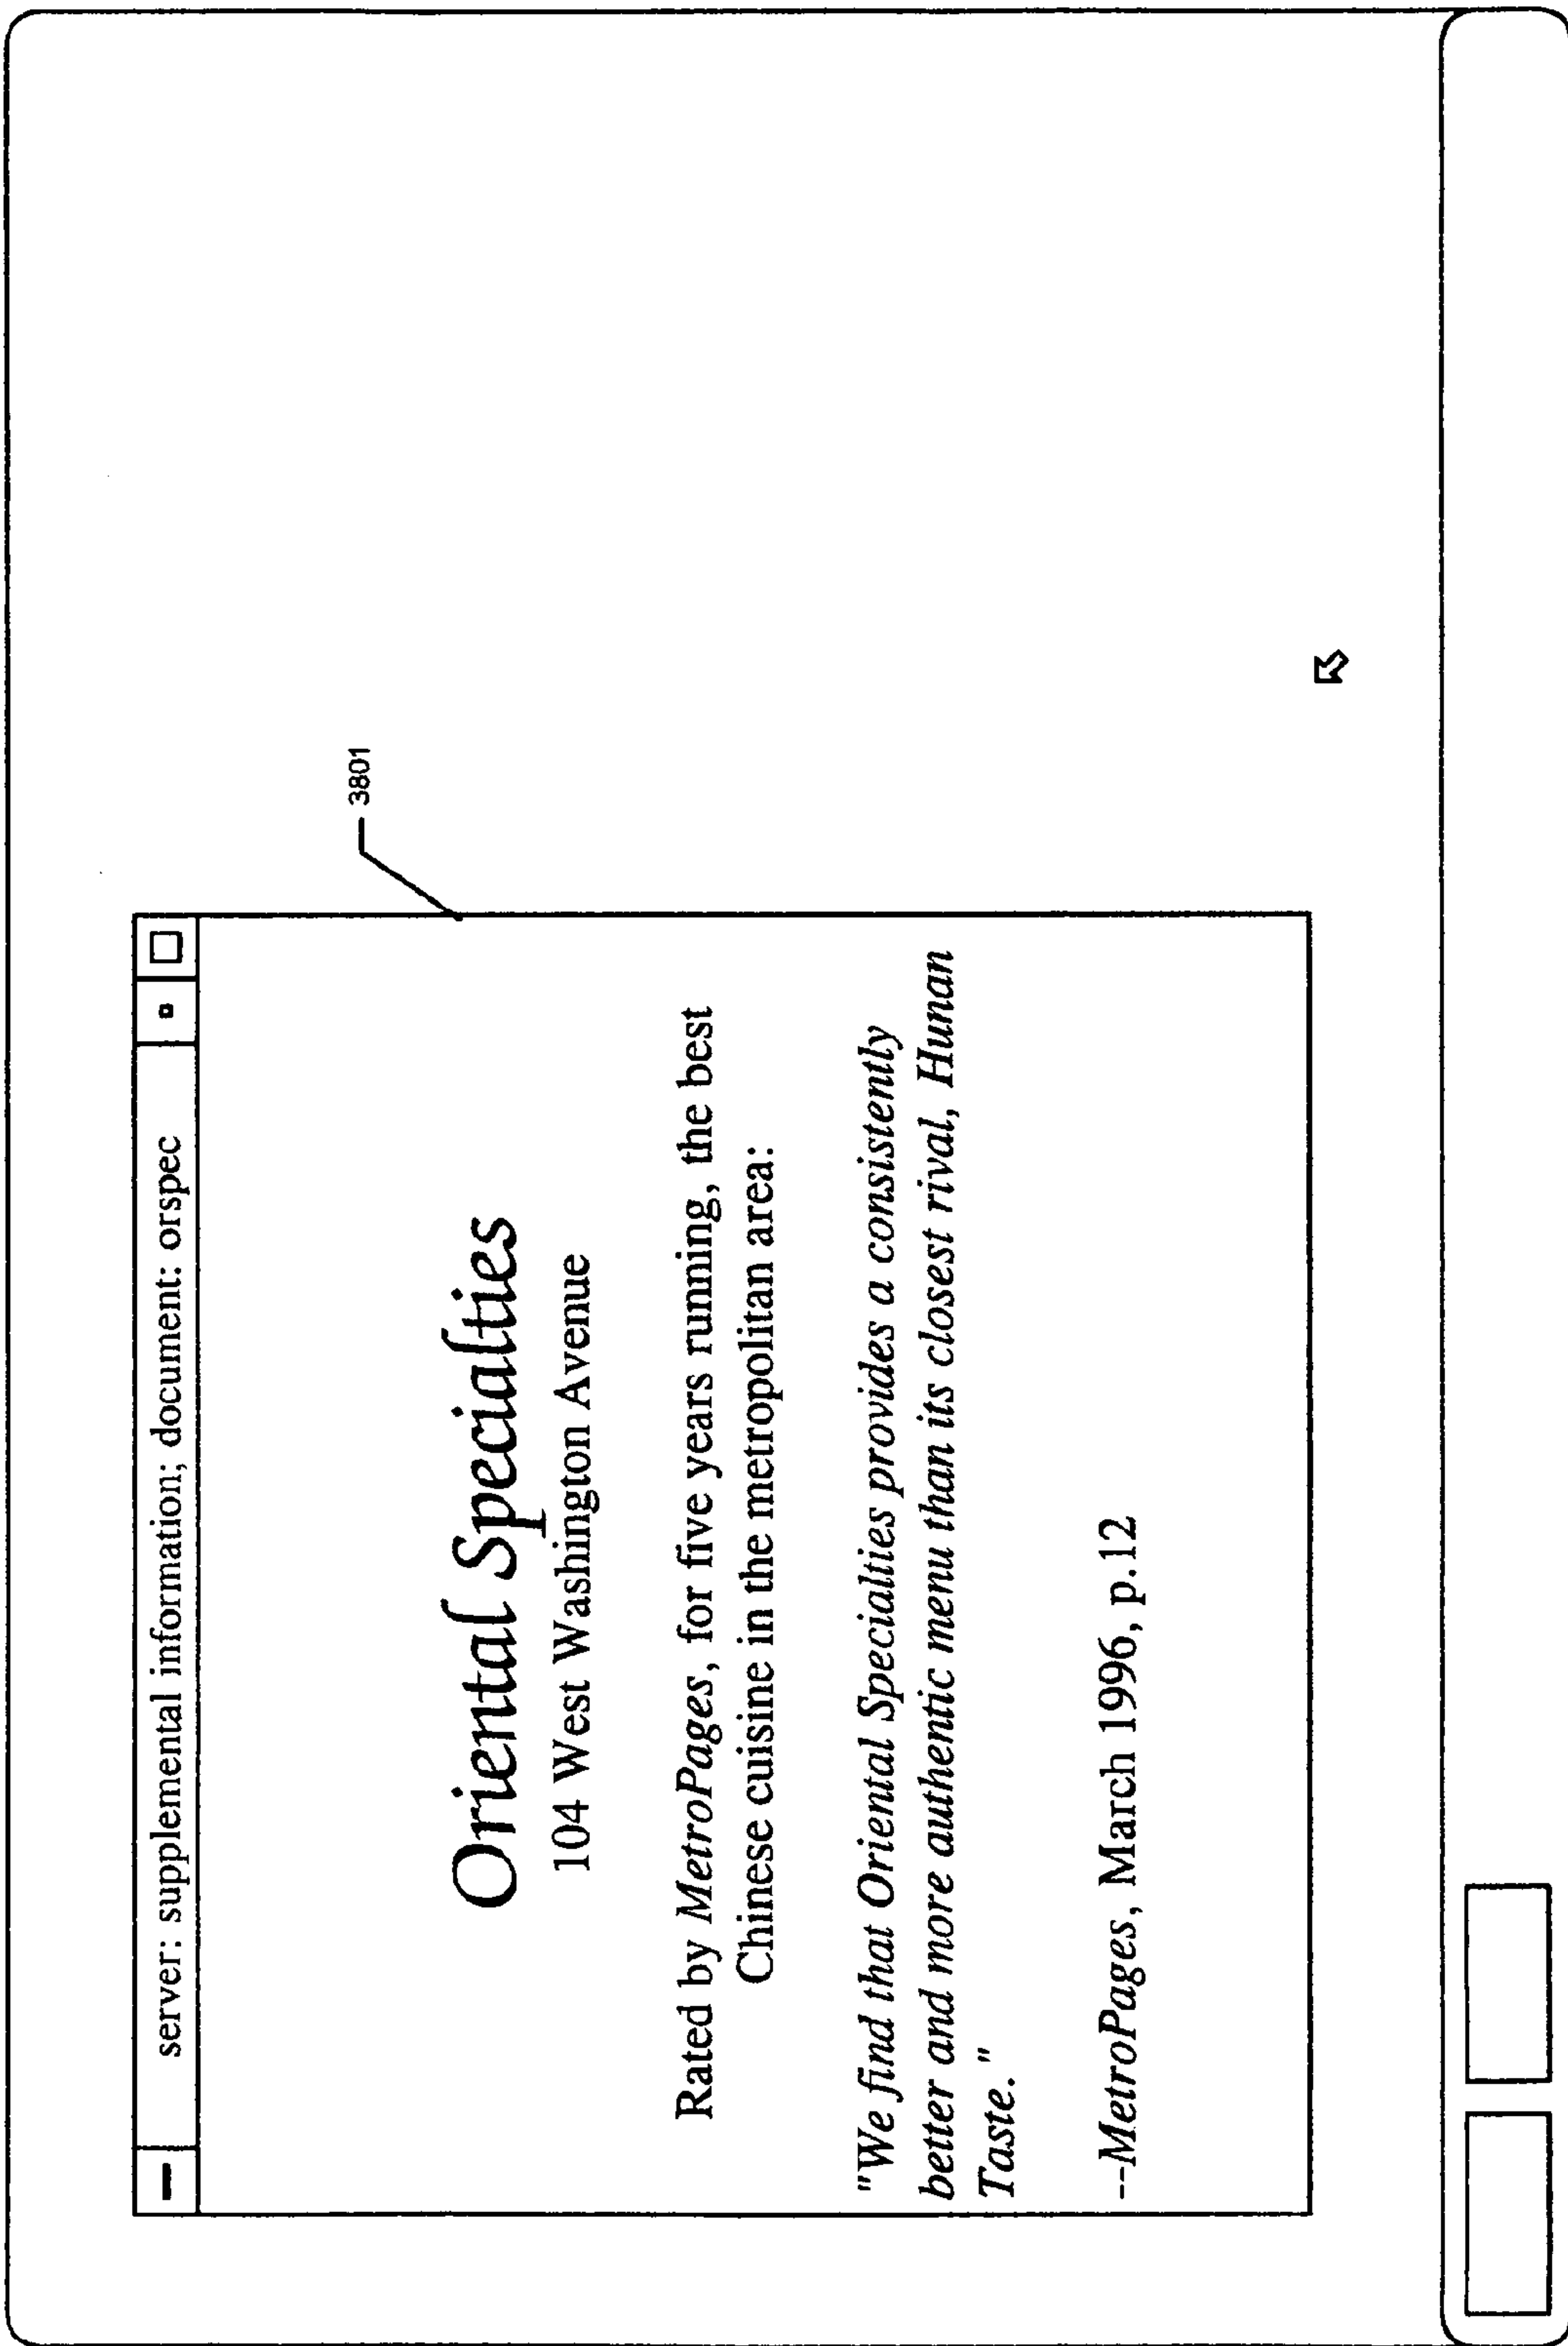 server: supplemental information; document: orspec
Oriental Specialties
104 West Washington Avenue
Rated by MetroPages, for five years running, the best
Chinese cuisine in the metropolitan area:
"We find that Oriental Specialties provides a consistently
better and more authentic menu than its closest rival, Hunan
Taste."
--MetroPages, March 1996, p.12
3801